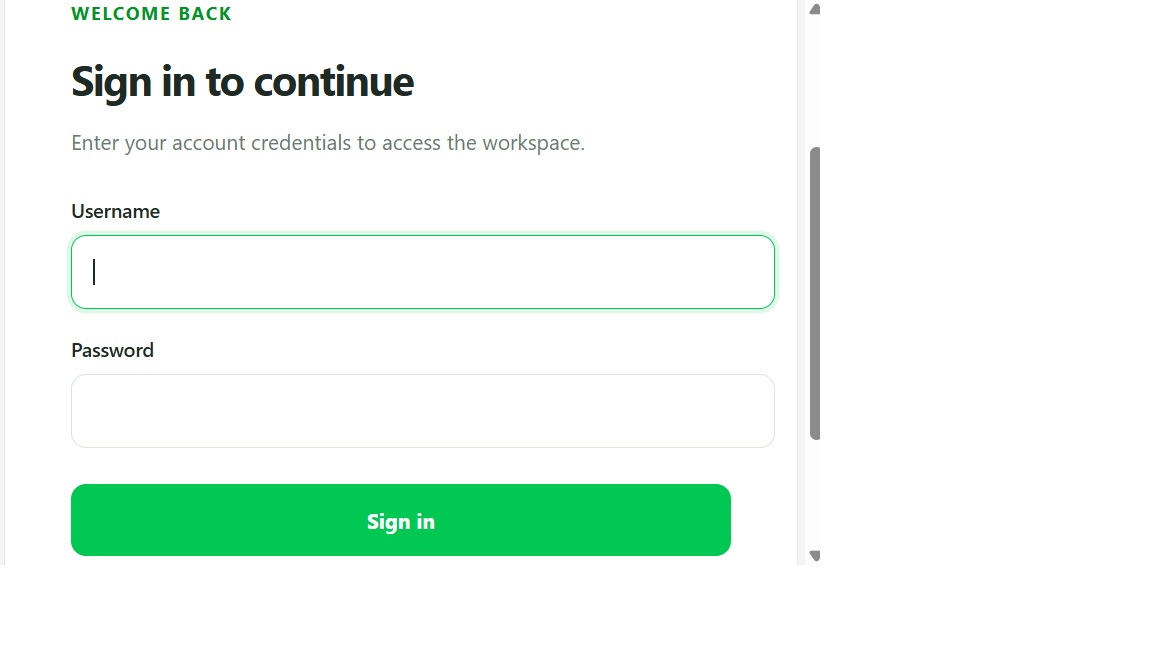 WELCOME BACK
Sign in to continue
Enter your account credentials to access the workspace.
Username
Password
Sign in